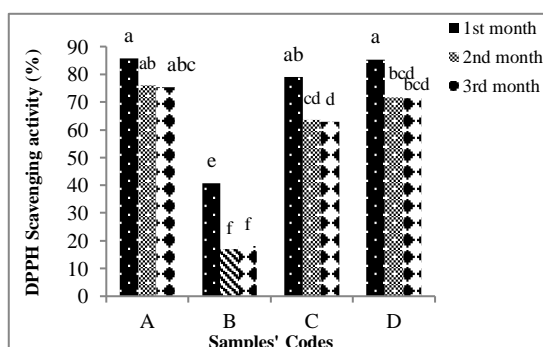 DPPH Scavenging activity (%)
90
80
70
60
50
40
30
20
10
0
a
ab
abc
e
f f
ab
cd d
a
bcd
bcd
1st month
2nd month
3rd month
A B C D
Samples' Codes